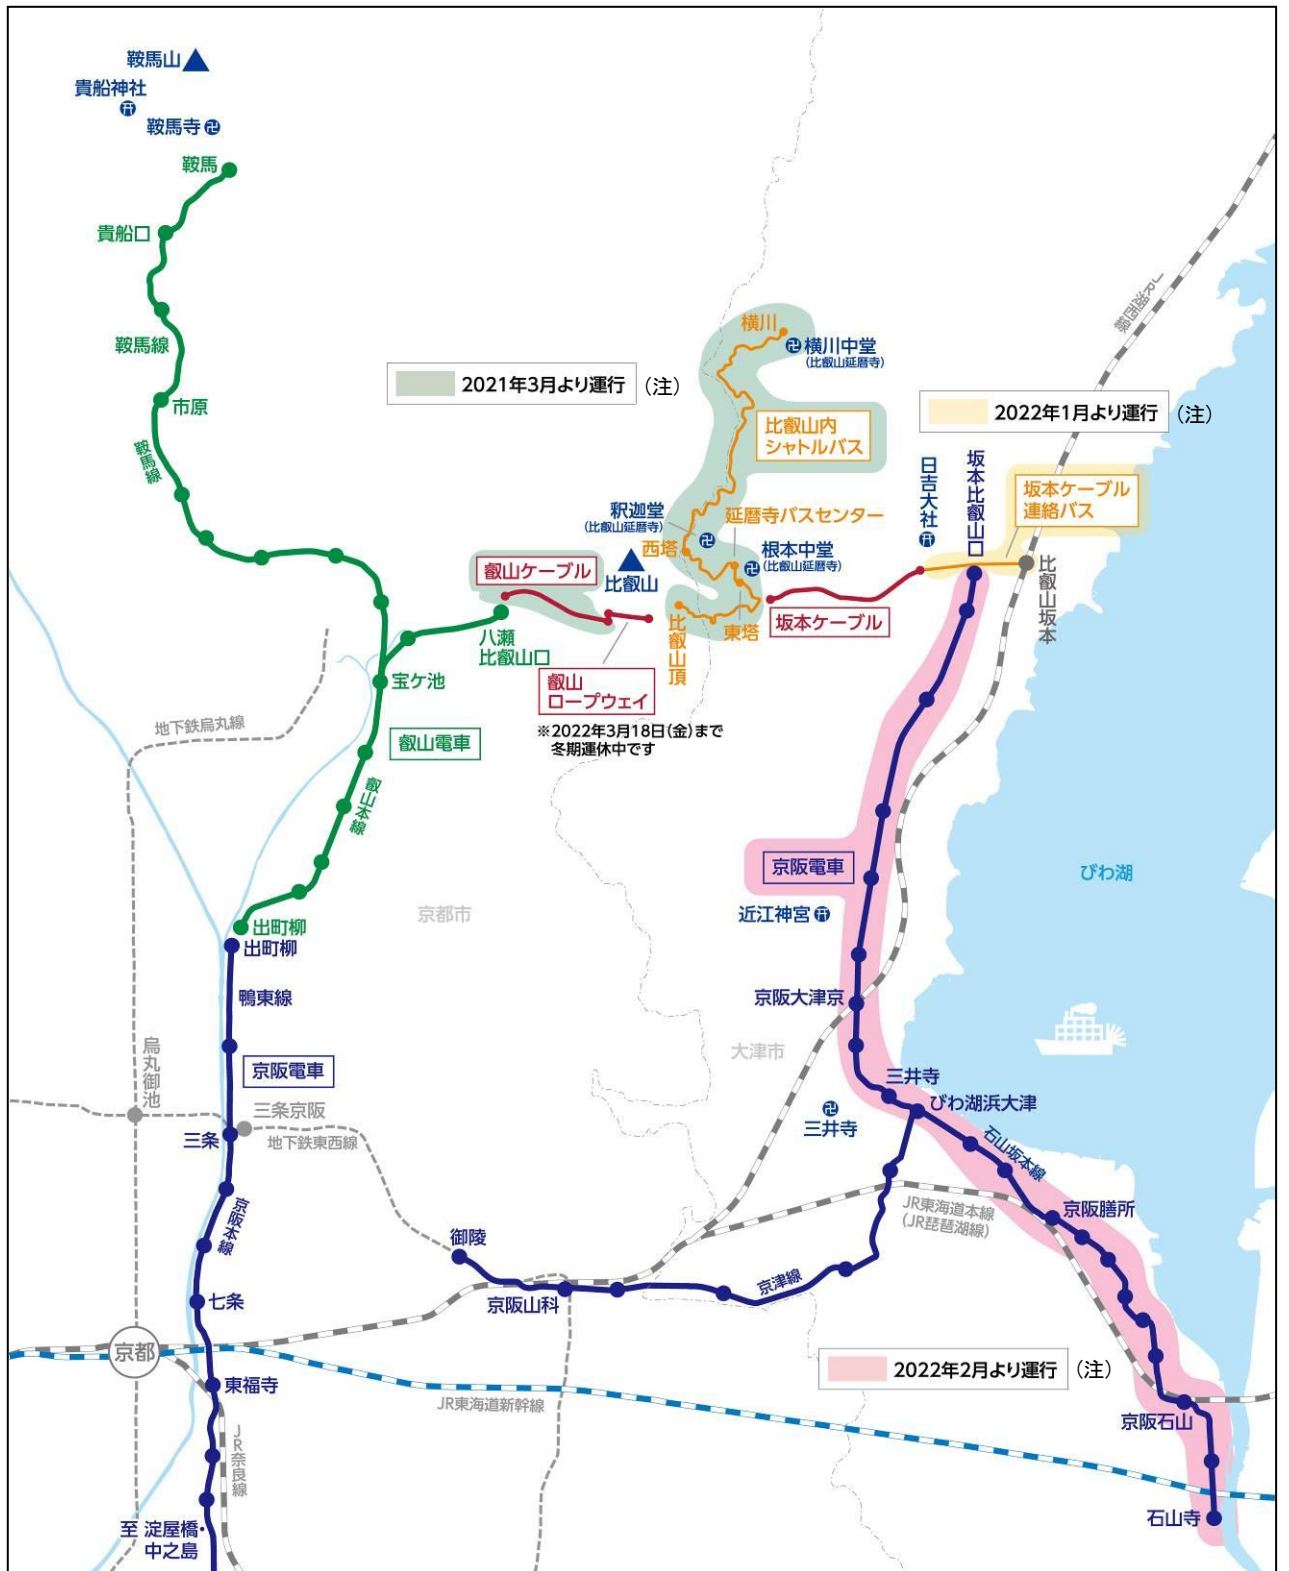 鞍馬山
貴船神社
鞍馬寺
鞍馬
貴船口
鞍馬線
市原
鞍馬線
2021年3月より運行
(注)
横川
横川中堂
(比叡山延暦寺)
比叡山内
シャトルバス
JR湖西線
2022年1月より運行
(注)
日吉大社
坂本比叡山口
坂本ケーブル
連絡バス
比叡山坂本
釈迦堂
(比叡山延暦寺)
延暦寺バスセンター
西塔
根本中堂
(比叡山延暦寺)
比叡山
叡山ケーブル
東塔
比叡山頂
坂本ケーブル
八瀬
比叡山口
叡山
ロープウェイ
※2022年3月18日(金)まで
冬期運休中です
宝ケ池
地下鉄烏丸線
叡山電車
叡山本線
京阪電車
びわ湖
近江神宮
京都市
出町柳
出町柳
鴨東線
京阪大津京
大津市
烏丸御池
京阪電車
三条京阪
三条
地下鉄東西線
三井寺
びわ湖浜大津
三井寺
石山坂本線
京阪本線
京阪膳所
JR東海道本線
(JR琵琶湖線)
御陵
京津線
京阪山科
七条
京都
2022年2月より運行
(注)
東福寺
JR東海道新幹線
京阪石山
JR奈良線
石山寺
至 淀屋橋・
中之島